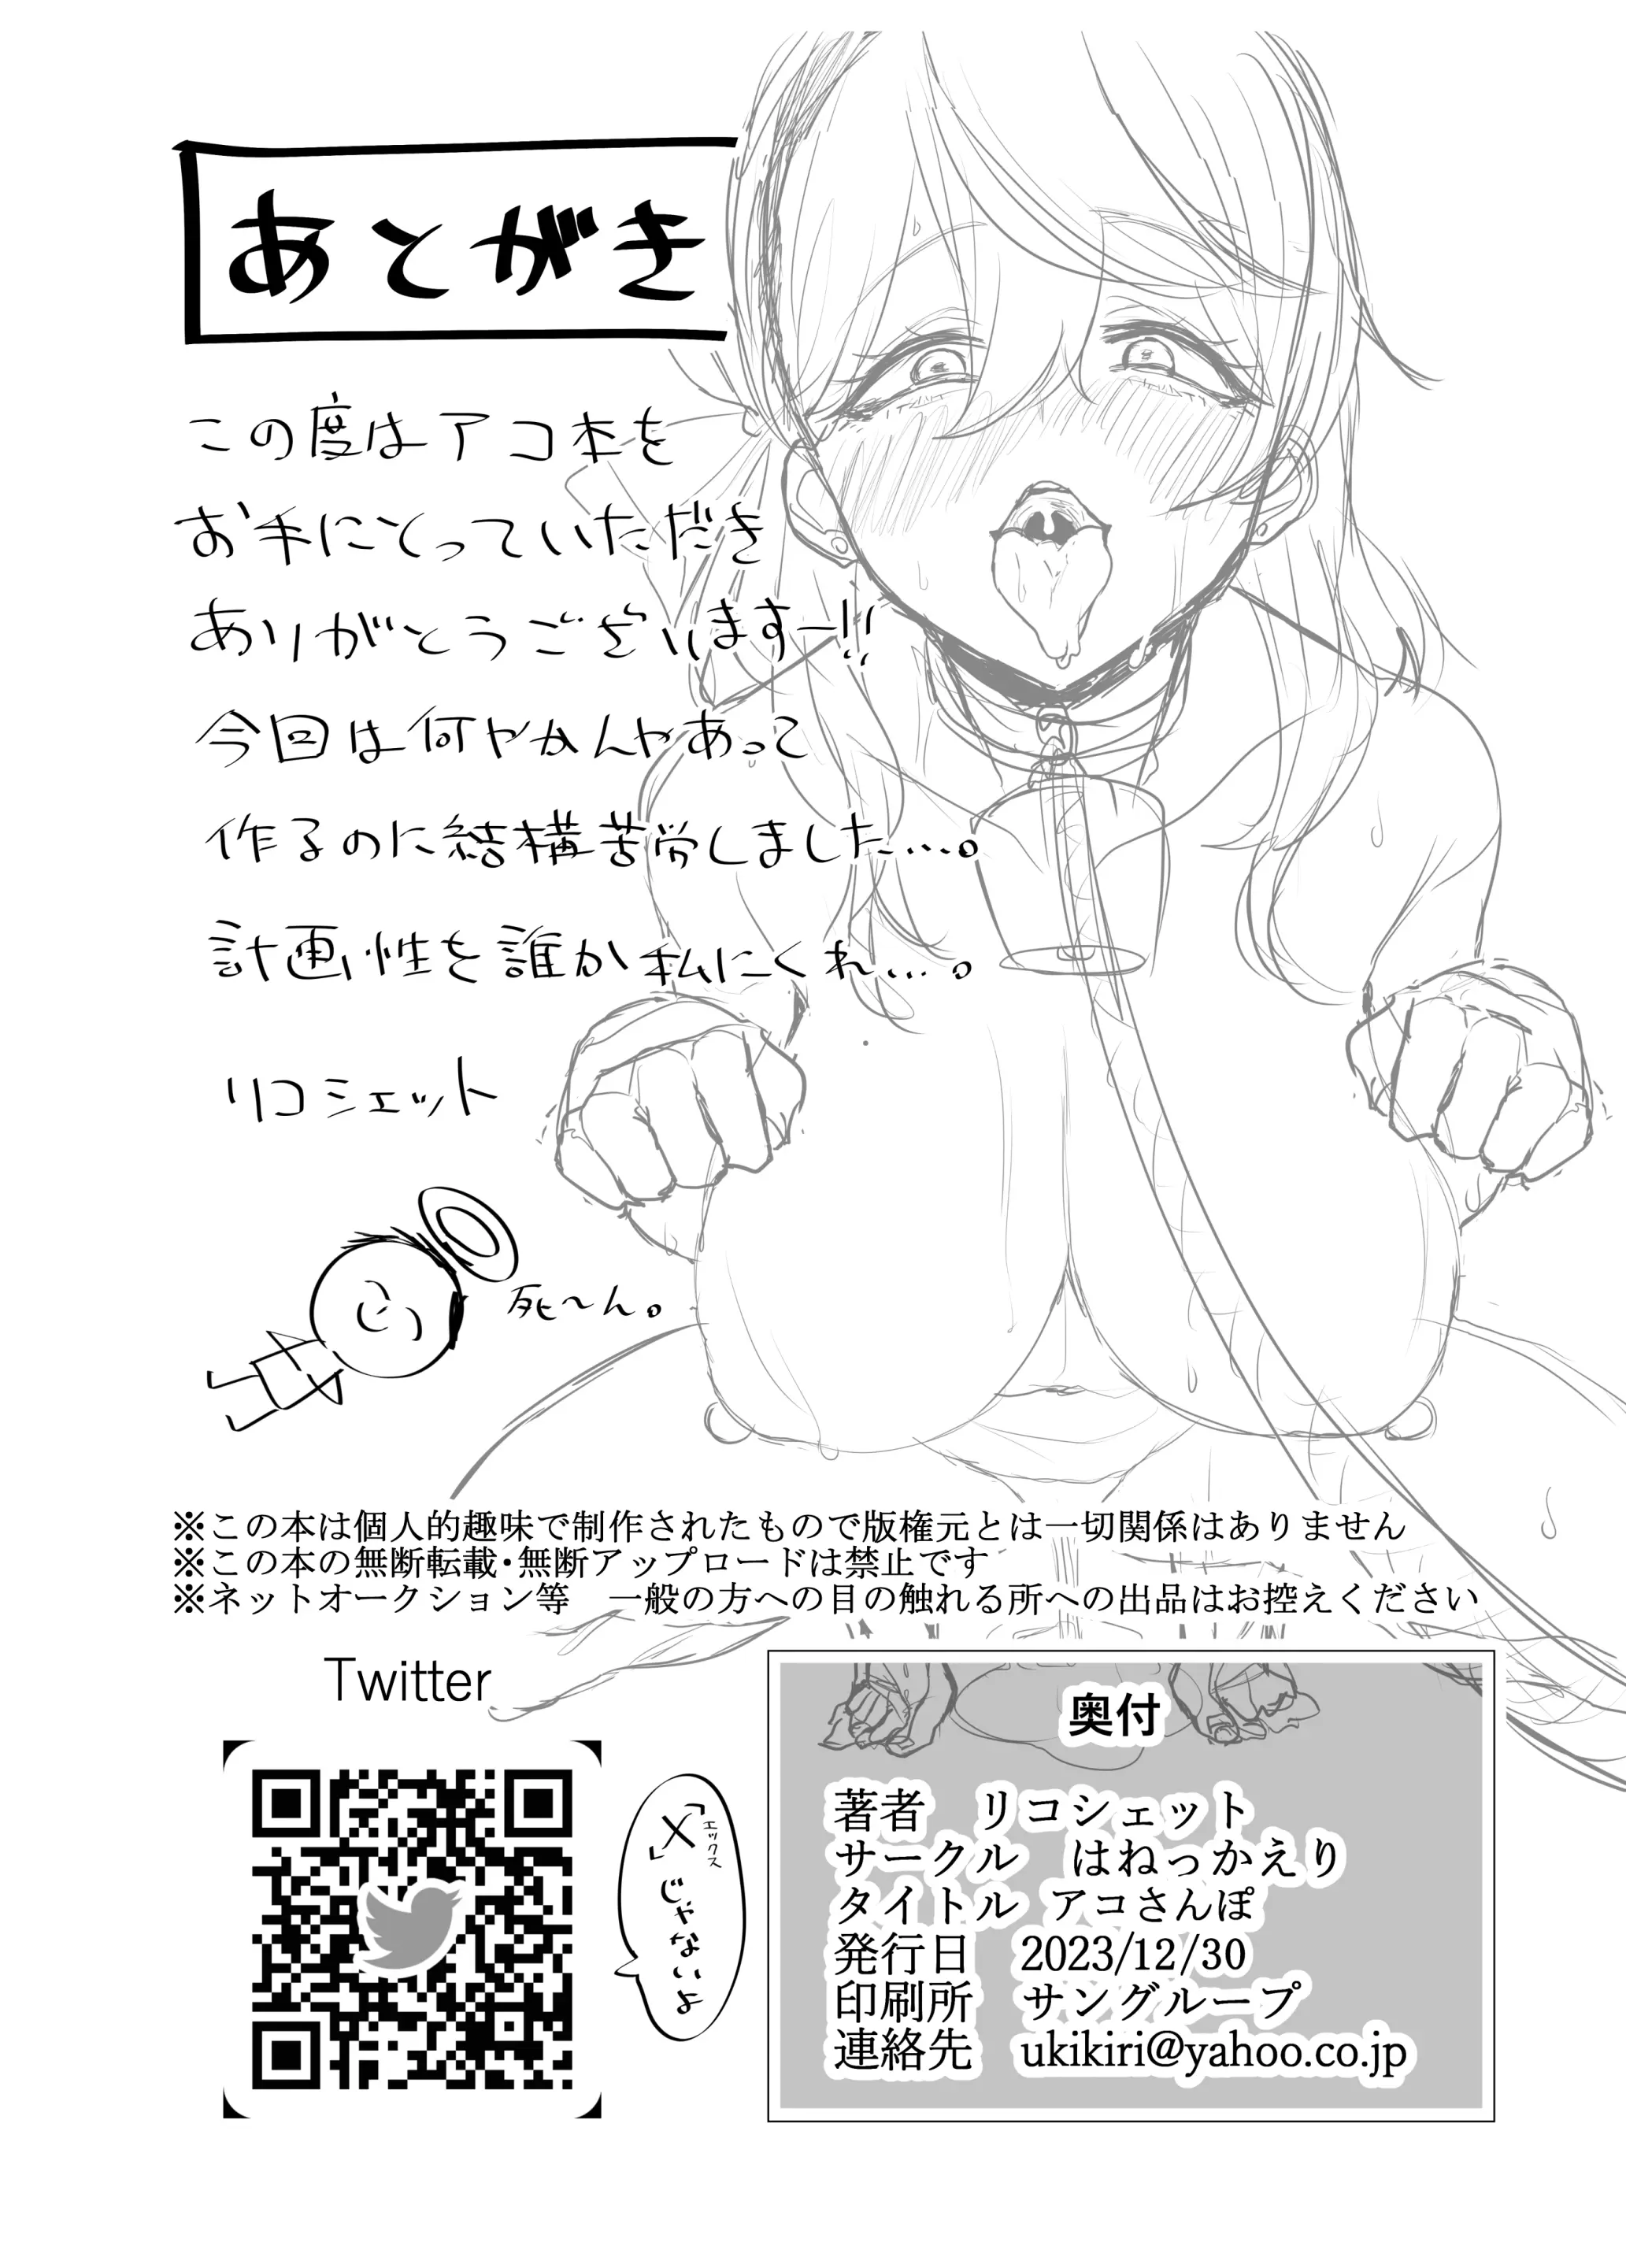 あとがき
この度はアコ本を
お手にとっていただき
ありがとうございますー!!
今回は何やかんやあって
作るのに結構苦労しました…。
計画性を誰か私にくれ…。
リコシェット
死〜ん。
※この本は個人的趣味で制作されたもので版権元とは一切関係はありません
※この本の無断転載･無断アップロードは禁止です
※ネットオークション等　一般の方への目の触れる所への出品はお控えください
Twitter
「X」じゃないよ
エックス
奥付
著者　リコシェット
サークル　はねっかえり
タイトル　アコさんぽ
発行日　2023/12/30
印刷所　サングループ
連絡先　ukikiri@yahoo.co.jp